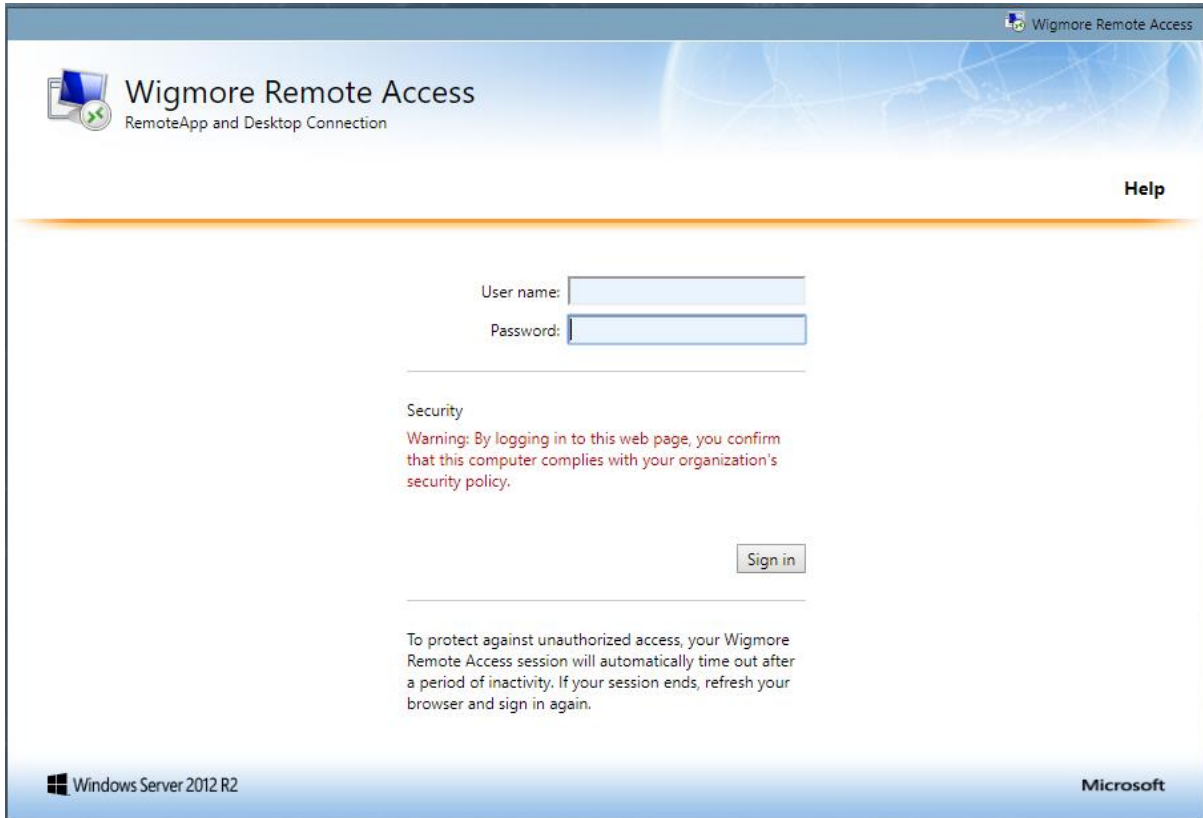 Wigmore Remote Access
Wigmore Remote Access
RemoteApp and Desktop Connection
Help
User name:
Password:
Security
Warning: By logging in to this web page, you confirm
that this computer complies with your organization's
security policy.
Sign in
To protect against unauthorized access, your Wigmore
Remote Access session will automatically time out after
a period of inactivity. If your session ends, refresh your
browser and sign in again.
Windows Server 2012 R2
Microsoft